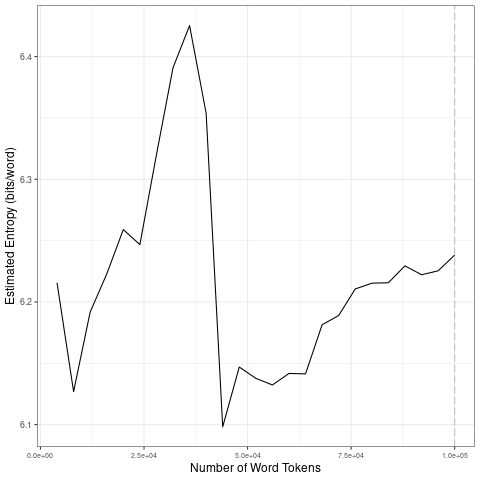 6.4
6.3
6.2
6.1
Estimated Entropy (bits/word)
0.0e+00 2.5e+04 5.0e+04 7.5e+04 1.0e+05
Number of Word Tokens